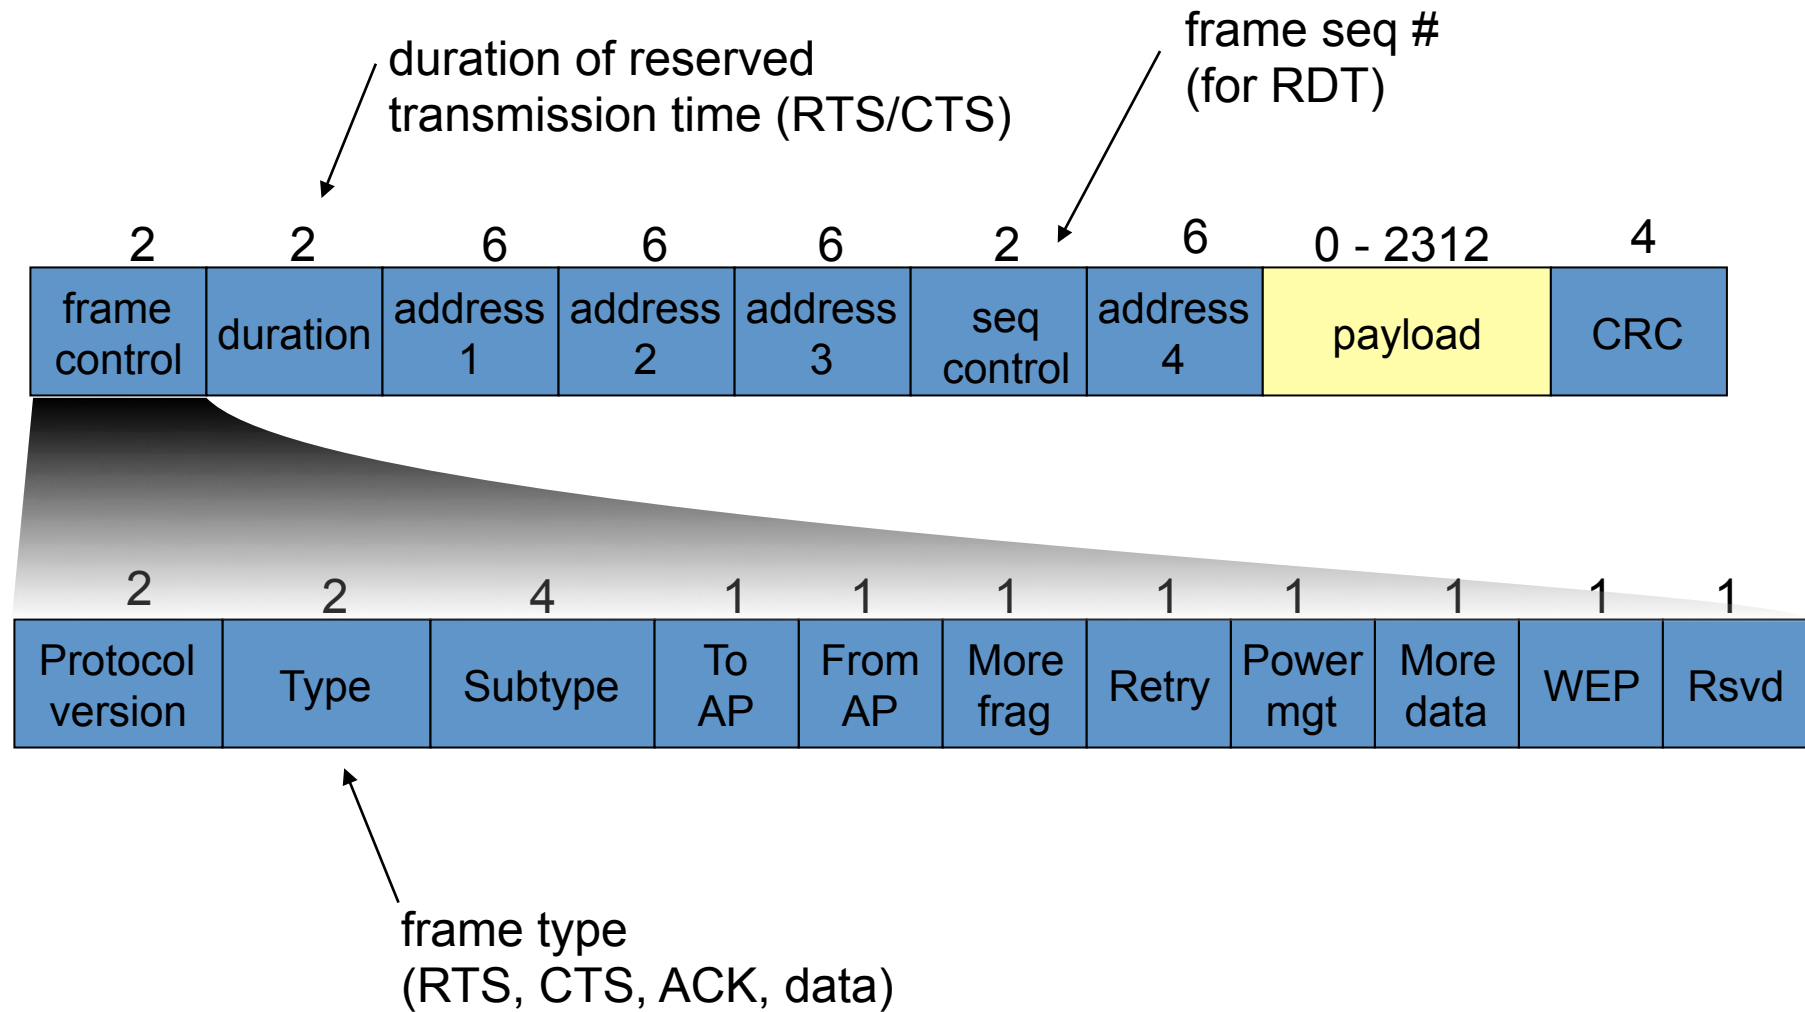 duration of reserved
transmission time (RTS/CTS)
frame seq #
(for RDT)
2 2 6 6 6 2 6 0 - 2312 4
frame
control
duration
address
1
address
2
address
3
seq
control
address
4
payload
CRC
2 2 4 1 1 1 1 1 1 1 1
Protocol
version
Type
Subtype
To
AP
From
AP
More
frag
Retry
Power
mgt
More
data
WEP
Rsvd
frame type
(RTS, CTS, ACK, data)